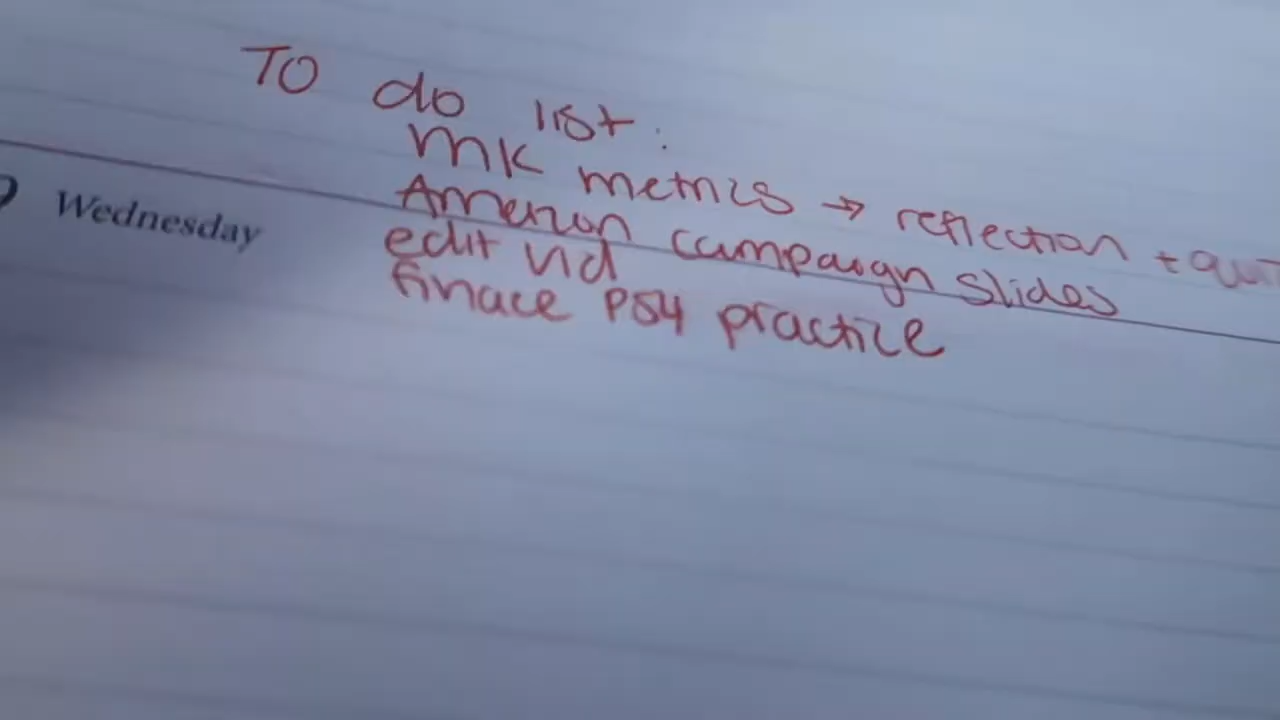 TO do list:
MK metrics → reflection +
Amazon campaign slides
Wednesday
edit vid
finace PS4 practice